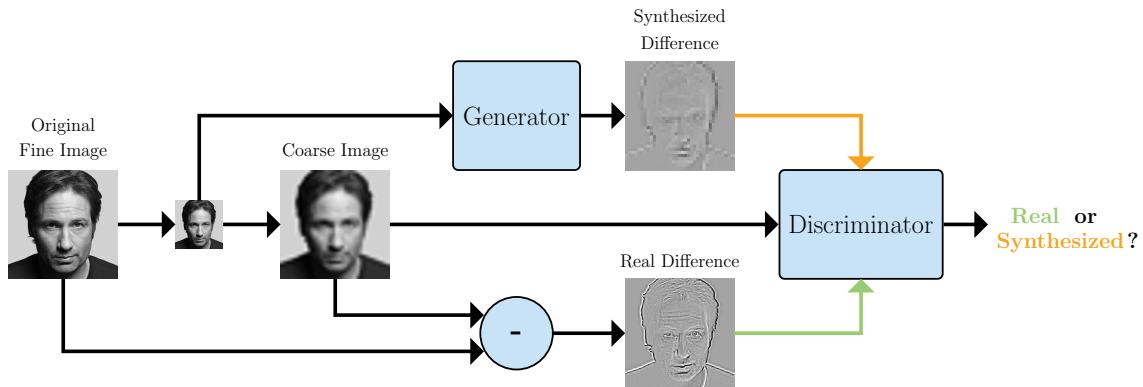 Synthesized
Difference
Generator
Original
Fine Image
Coarse Image
Discriminator
Real or
Synthesized?
Real Difference
-